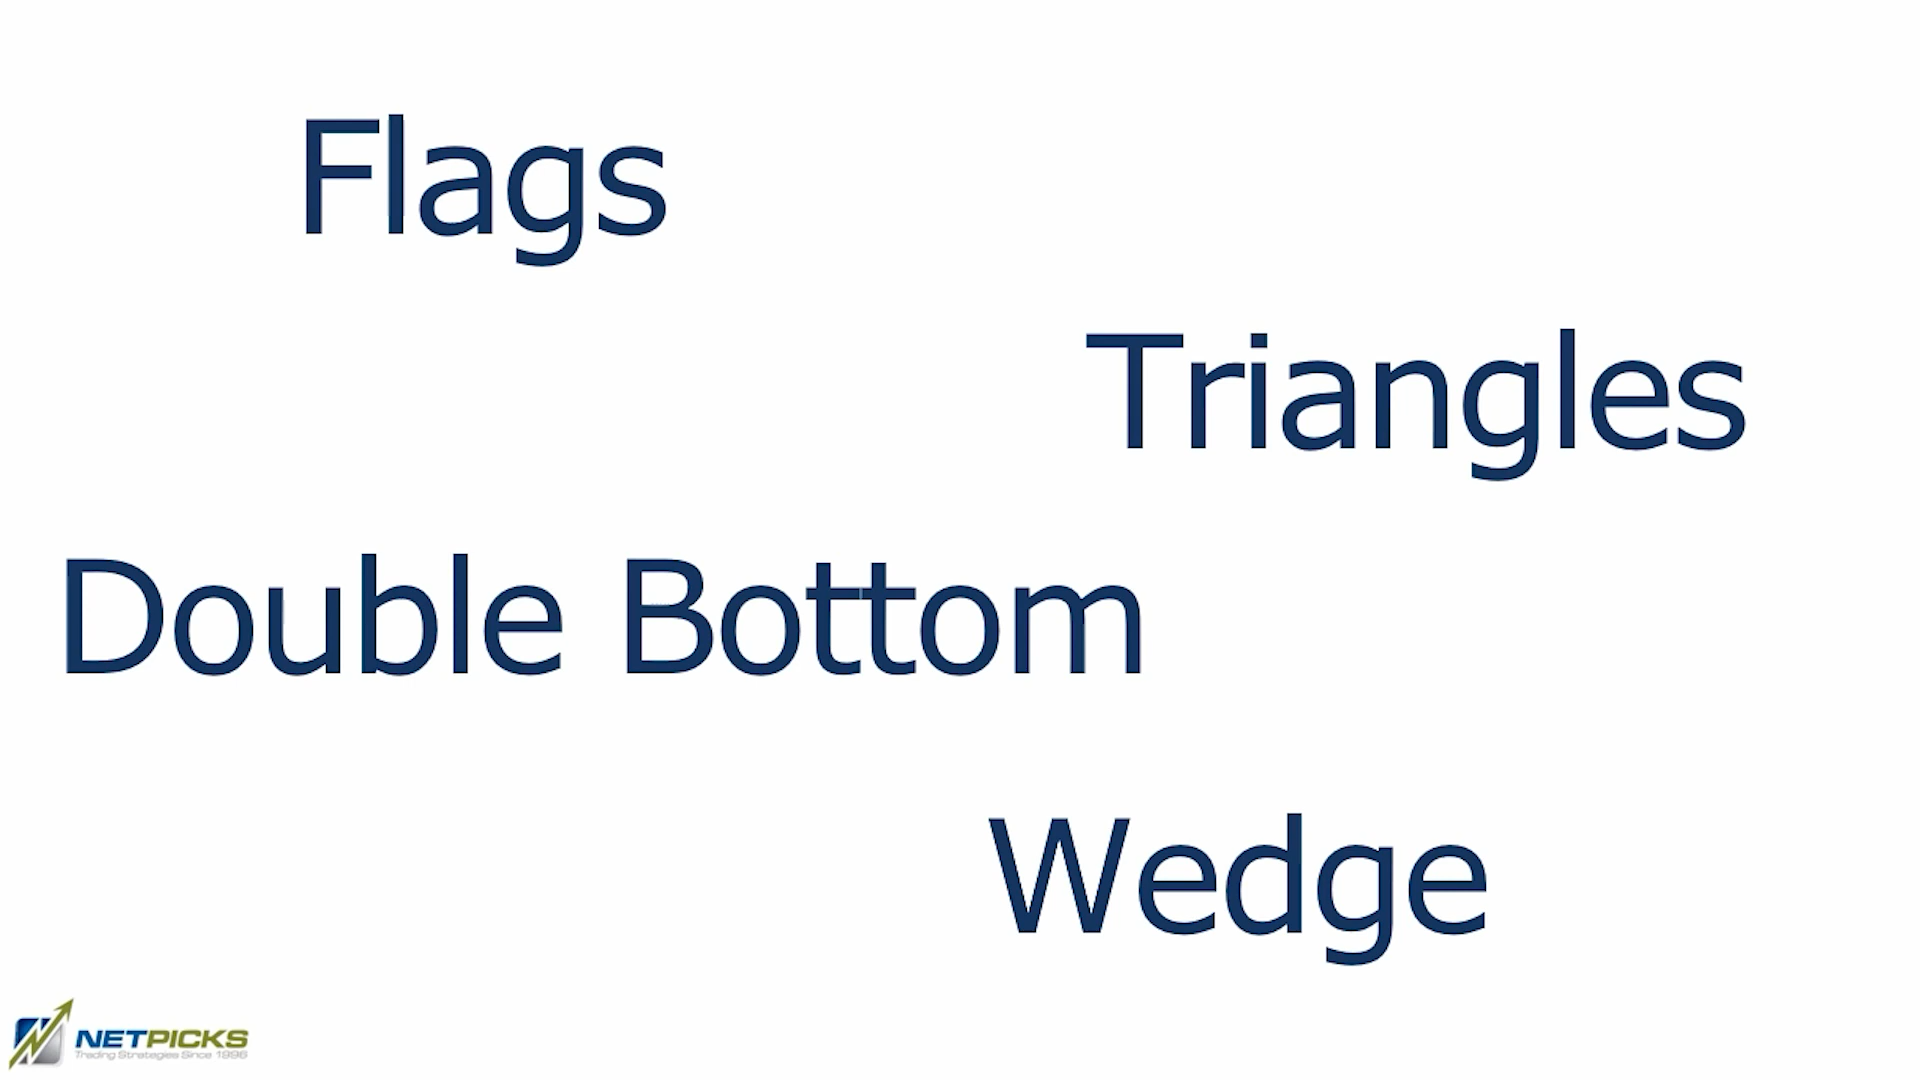 Flags
Triangles
Double Bottom
Wedge
NETPICKS
Trading Strategies Since 1996